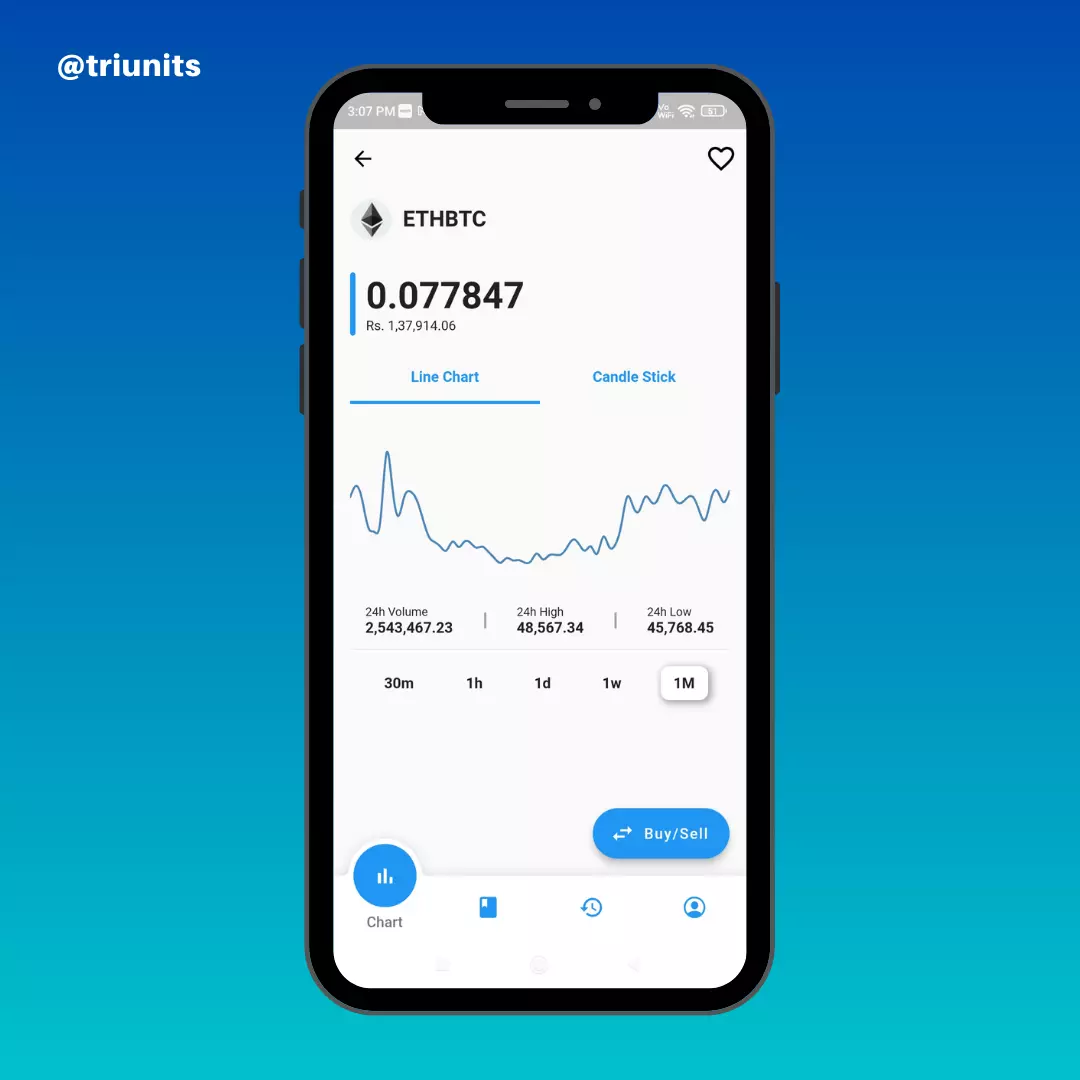 @triunits
3:07 PM
Vo
WiFi
61
ETHBTC
0.077847
Rs. 1,37,914.06
Line Chart Candle Stick
24h Volume 24h High 24h Low
2,543,467.23 48,567.34 45,768.45
30m 1h 1d 1w 1M
Buy/Sell
Chart